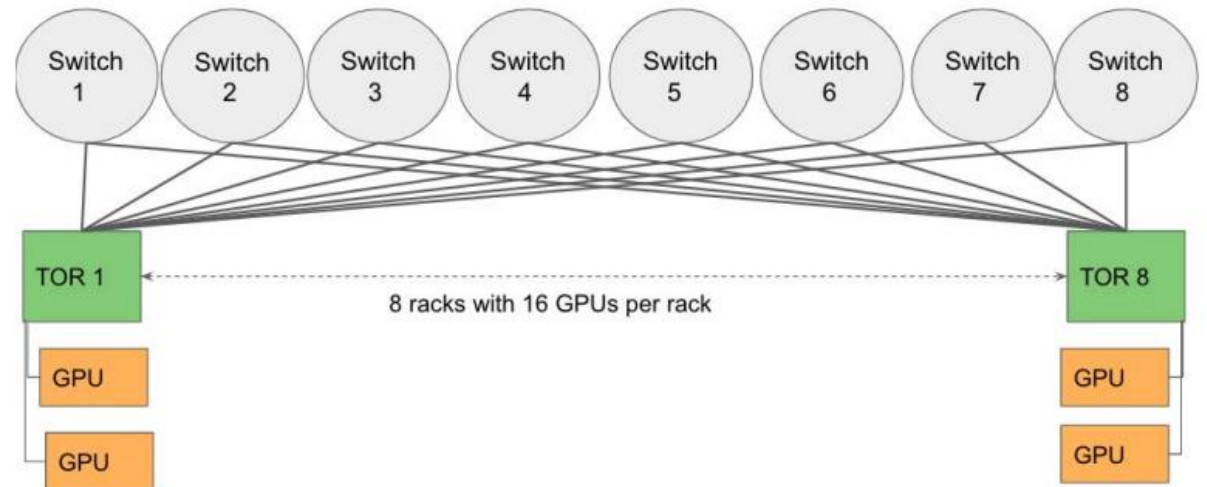 Switch
1
Switch
2
Switch
3
Switch
4
Switch
5
Switch
6
Switch
7
Switch
8
TOR 1
TOR 8
8 racks with 16 GPUs per rack
GPU
GPU
GPU
GPU